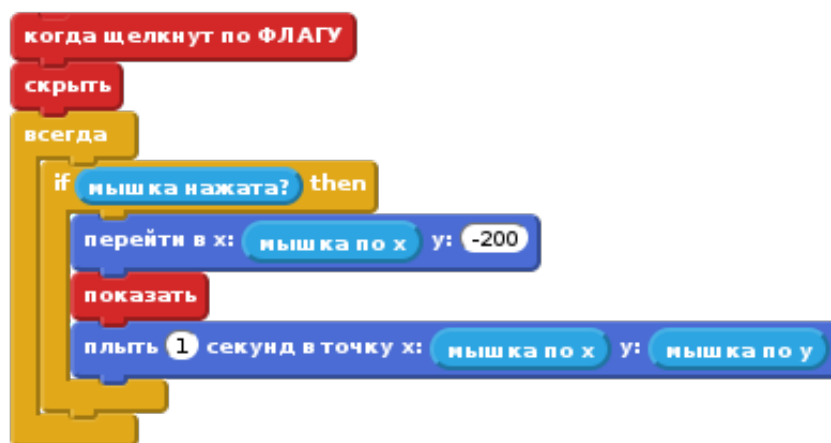 когда щелкнут по ФЛАГУ
скрыть
всегда
if мышка нажата? then
перейти в x: мышка по x y: -200
показать
плыть 1 секунд в точку x: мышка по x y: мышка по y